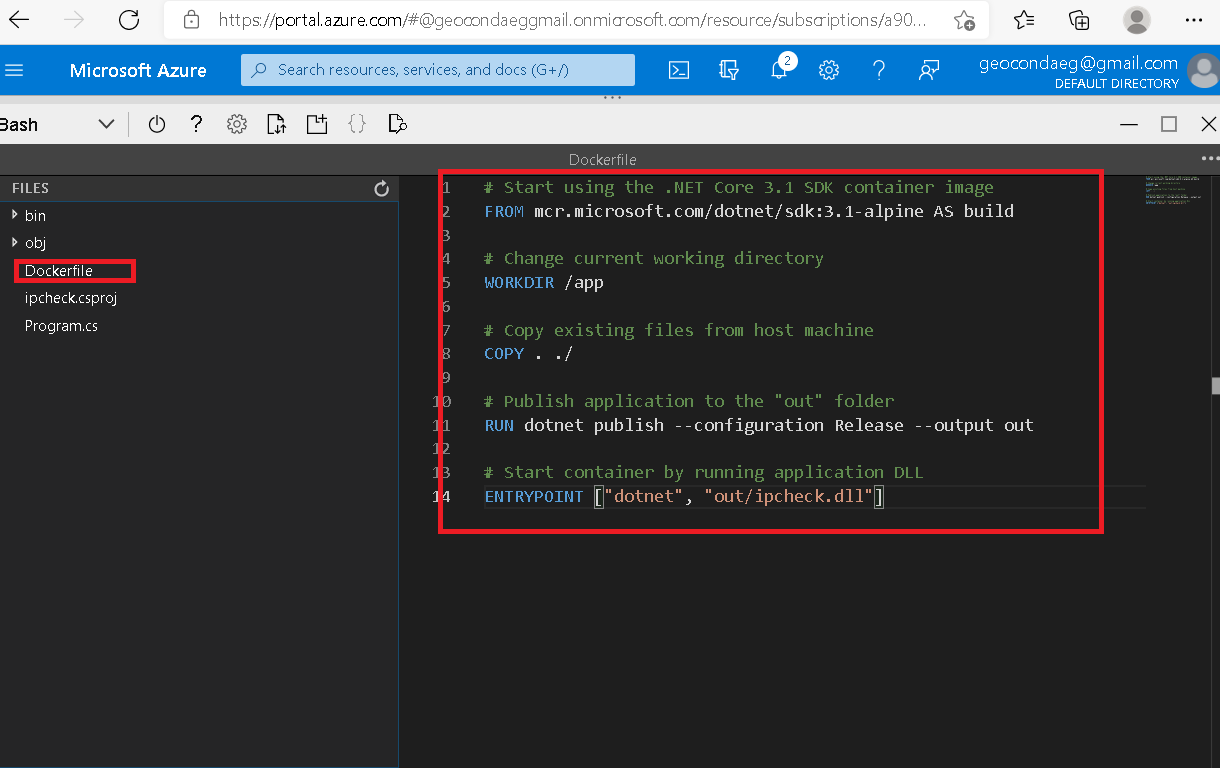 https://portal.azure.com/#@geocondaeggmail.onmicrosoft.com/resource/subscriptions/a90...
Microsoft Azure
Search resources, services, and docs (G+/)
2
geocondaeg@gmail.com
DEFAULT DIRECTORY
Bash
Dockerfile
FILES
bin
obj
Dockerfile
ipcheck.csproj
Program.cs
1 # Start using the .NET Core 3.1 SDK container image
2 FROM mcr.microsoft.com/dotnet/sdk:3.1-alpine AS build
3
4 # Change current working directory
5 WORKDIR /app
6
7 # Copy existing files from host machine
8 COPY . ./
9
10 # Publish application to the "out" folder
11 RUN dotnet publish --configuration Release --output out
12
13 # Start container by running application DLL
14 ENTRYPOINT ["dotnet", "out/ipcheck.dll"]